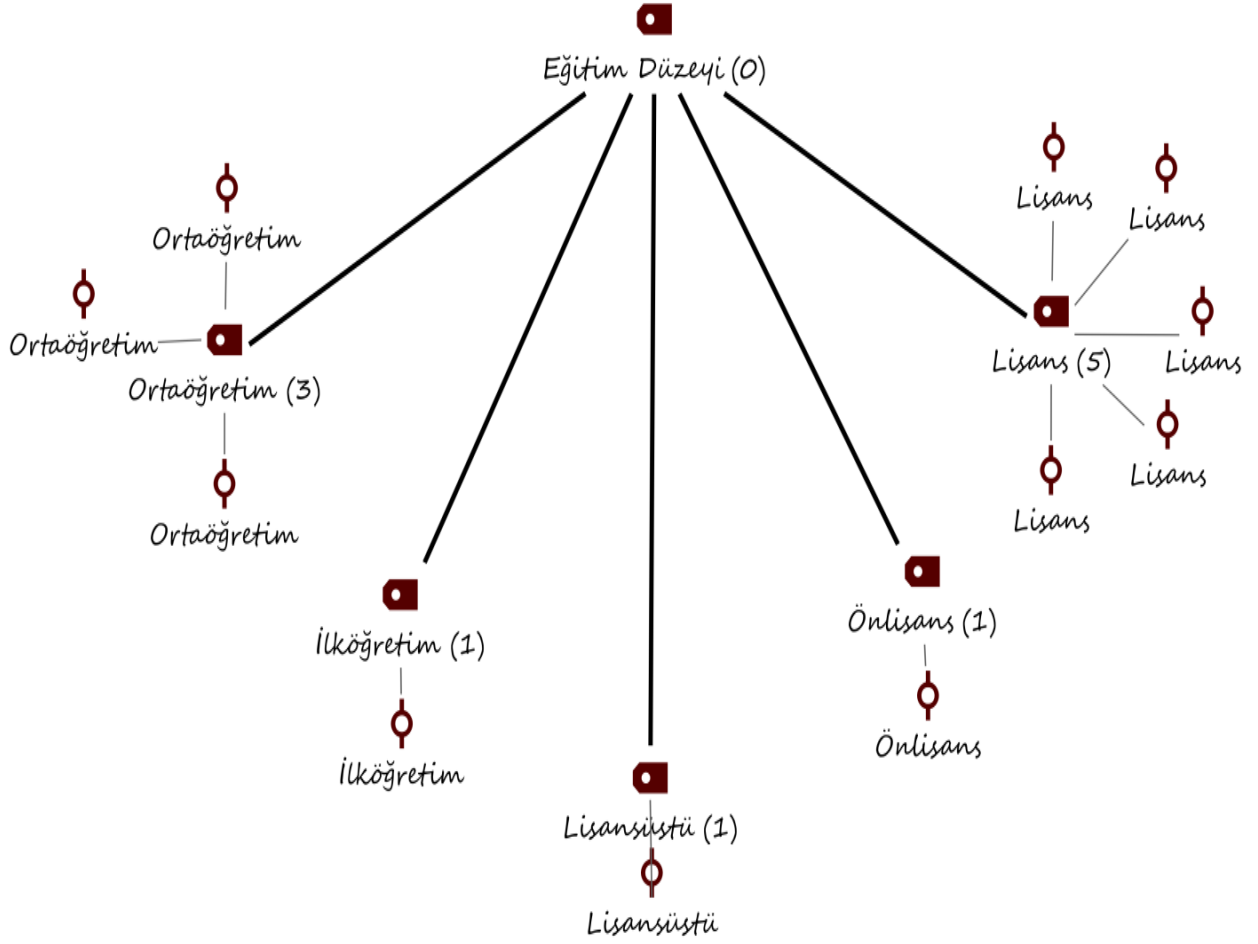 Eğitim Düzeyi (0)
Lisans
Lisans
Ortaöğretim
Ortaöğretim
Lisans (5)
Lisans
Ortaöğretim (3)
Lisans
Lisans
Ortaöğretim
Önlisans (1)
İlköğretim (1)
Önlisans
İlköğretim
Lisansüstü (1)
Lisansüstü